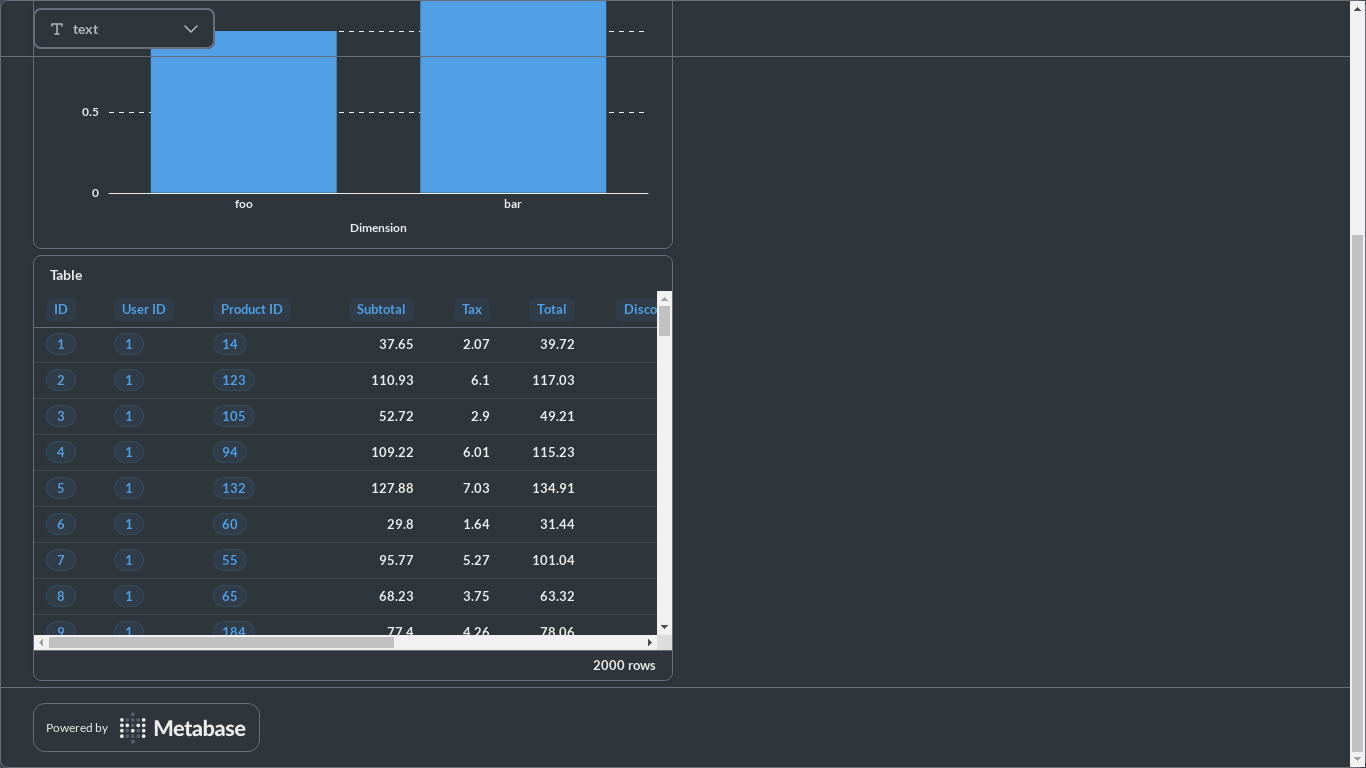 text
0.5
0
foo bar
Dimension
Table
ID User ID Product ID Subtotal Tax Total Disco
1 1 14 37.65 2.07 39.72
2 1 123 110.93 6.1 117.03
3 1 105 52.72 2.9 49.21
4 1 94 109.22 6.01 115.23
5 1 132 127.88 7.03 134.91
6 1 60 29.8 1.64 31.44
7 1 55 95.77 5.27 101.04
8 1 65 68.23 3.75 63.32
9 1 184 77.4 4.26 78.06
2000 rows
Powered by Metabase